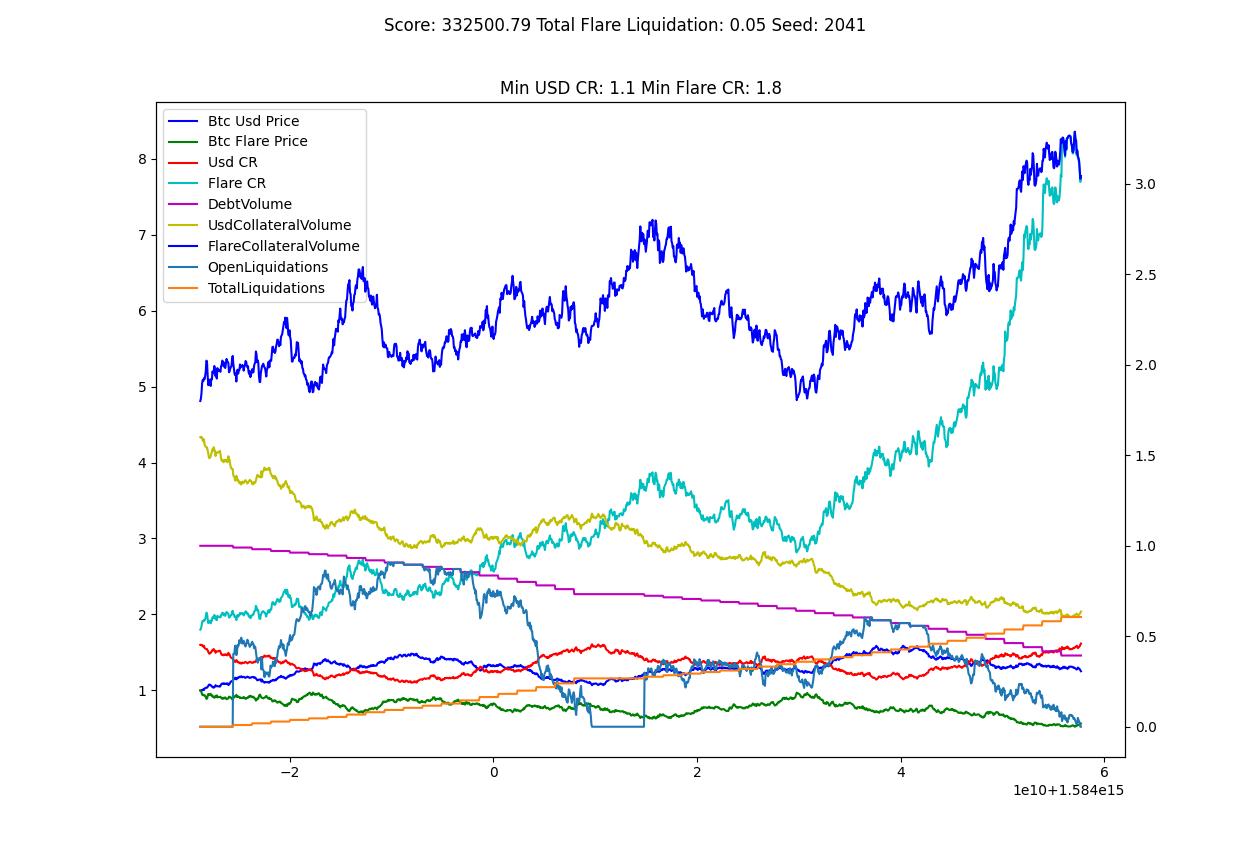 Score: 332500.79 Total Flare Liquidation: 0.05 Seed: 2041
Min USD CR: 1.1 Min Flare CR: 1.8
Btc Usd Price
Btc Flare Price
Usd CR
Flare CR
DebtVolume
UsdCollateralVolume
FlareCollateralVolume
OpenLiquidations
TotalLiquidations
8
7
6
5
4
3
2
1
3.0
2.5
2.0
1.5
1.0
0.5
0.0
−2 0 2 4 6
1e10+1.584e15